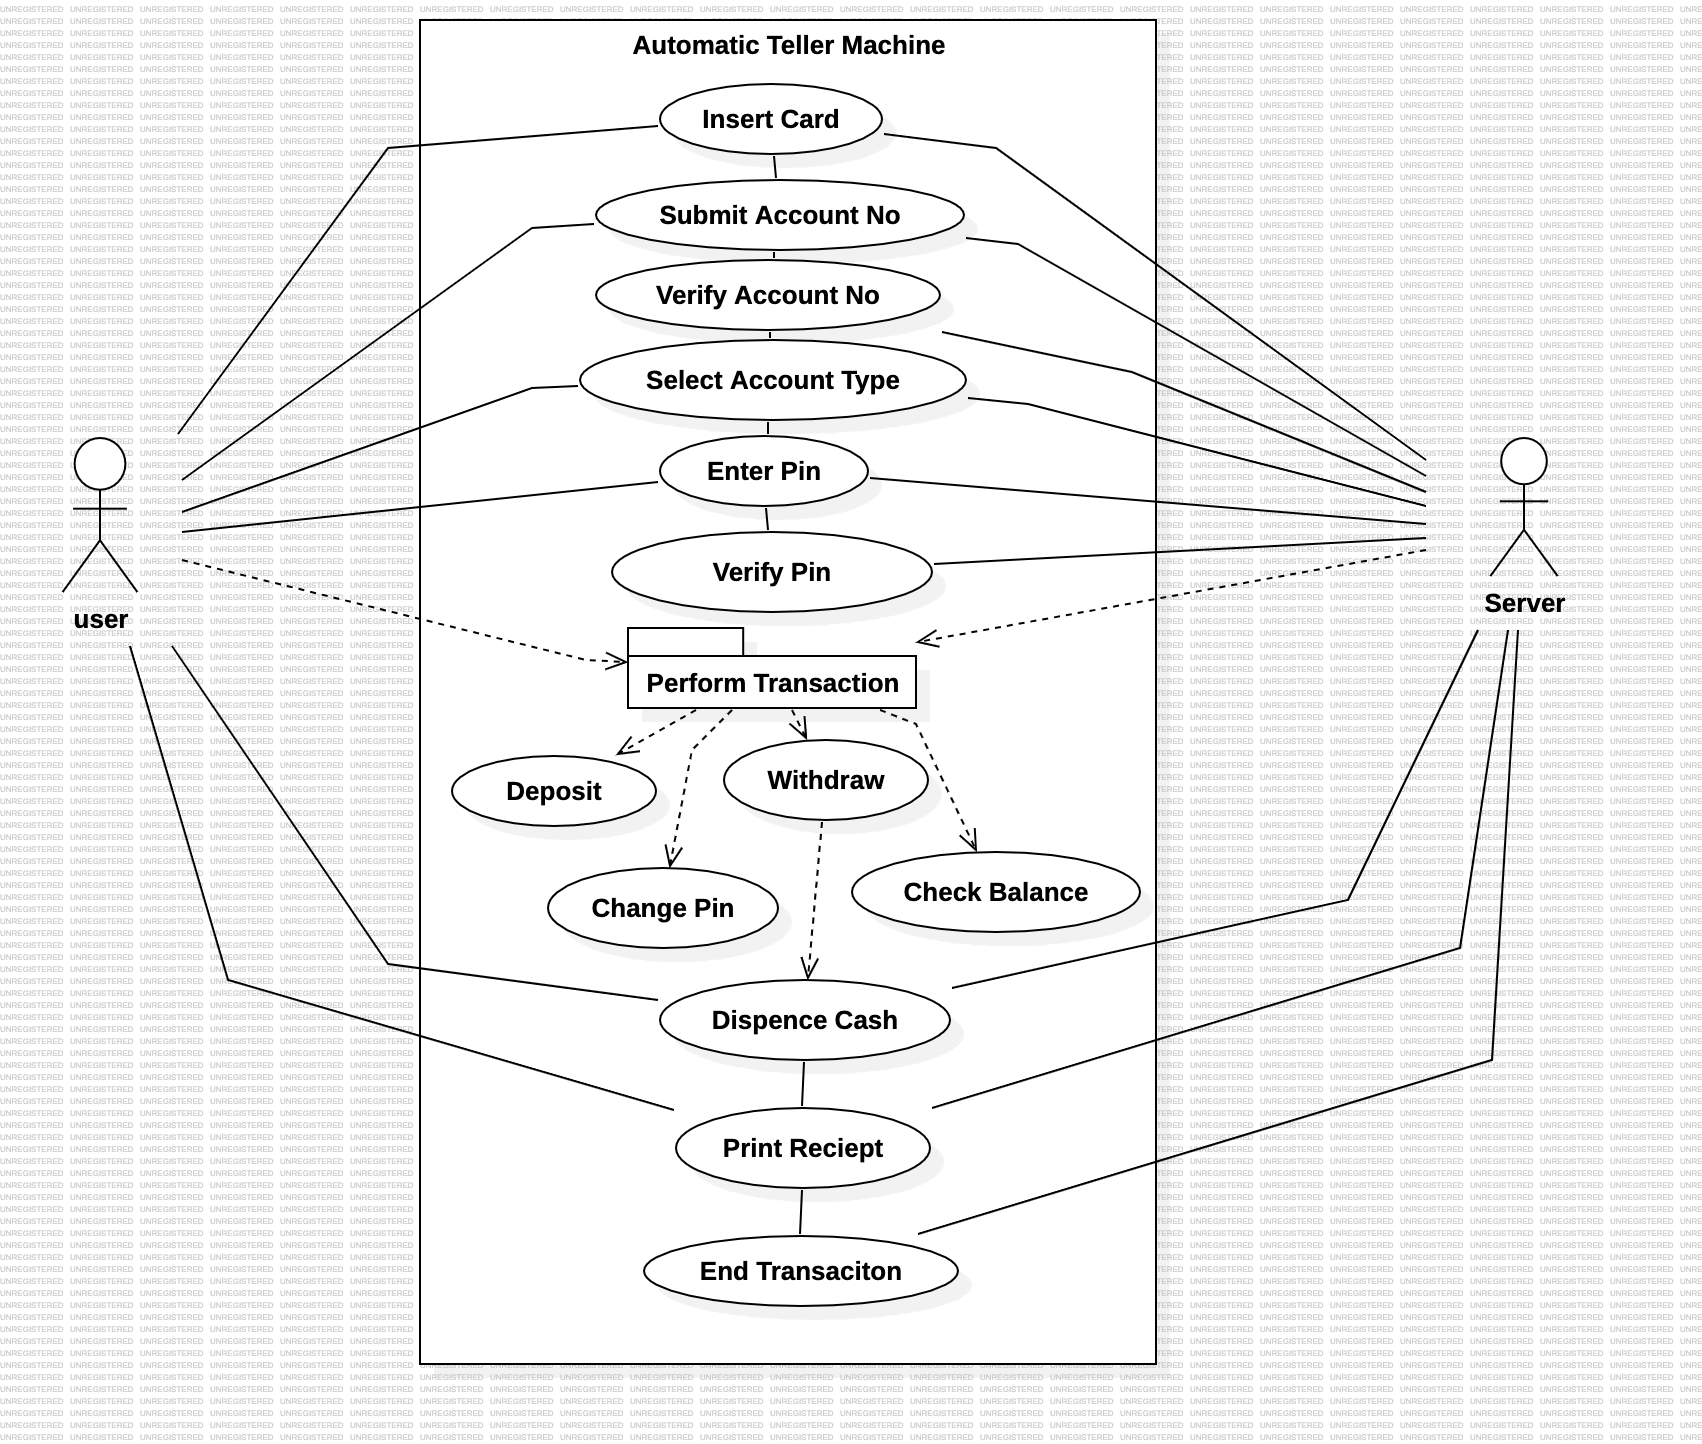 Automatic Teller Machine
Insert Card
Submit Account No
Verify Account No
Select Account Type
Enter Pin
Verify Pin
user
Server
Perform Transaction
Deposit
Withdraw
Change Pin
Check Balance
Dispence Cash
Print Reciept
End Transaciton
UNREGISTERED